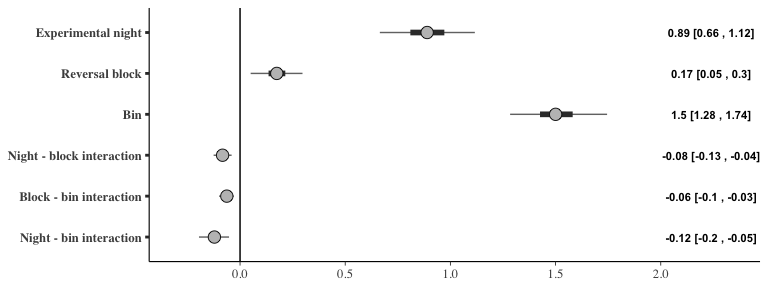 Experimental night 0.89 [0.66 , 1.12]
Reversal block 0.17 [0.05 , 0.3]
Bin 1.5 [1.28 , 1.74]
Night - block interaction -0.08 [-0.13 , -0.04]
Block - bin interaction -0.06 [-0.1 , -0.03]
Night - bin interaction -0.12 [-0.2 , -0.05]
0.0 0.5 1.0 1.5 2.0